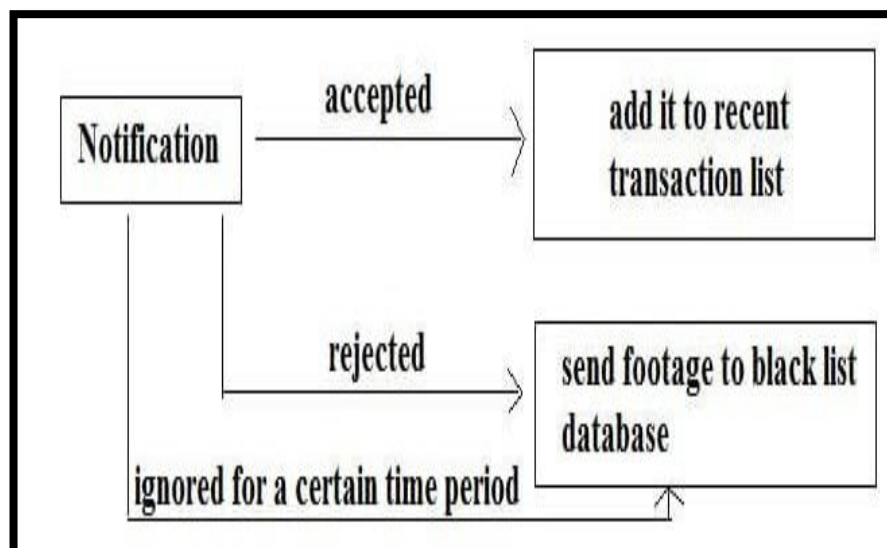 accepted
Notification
add it to recent
transaction list
rejected
send footage to black list
database
ignored for a certain time period